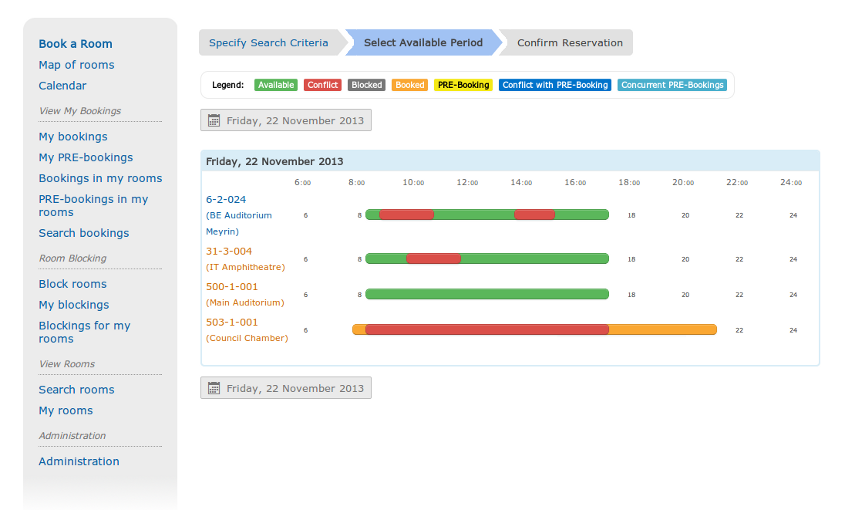 Book a Room
Map of rooms
Calendar
View My Bookings
My bookings
My PRE-bookings
Bookings in my rooms
PRE-bookings in my
rooms
Search bookings
Room Blocking
Block rooms
My blockings
Blockings for my
rooms
View Rooms
Search rooms
My rooms
Administration
Administration
Specify Search Criteria Select Available Period Confirm Reservation
Legend: Available Conflict Blocked Booked PRE-Booking Conflict with PRE-Booking Concurrent PRE-Bookings
Friday, 22 November 2013
Friday, 22 November 2013
6:00 8:00 10:00 12:00 14:00 16:00 18:00 20:00 22:00 24:00
6-2-024
(BE Auditorium 6 8 18 20 22 24
Meyrin)
31-3-004
(IT Amphitheatre) 6 8 18 20 22 24
500-1-001
(Main Auditorium) 6 8 18 20 22 24
503-1-001
(Council Chamber) 6 22 24
Friday, 22 November 2013